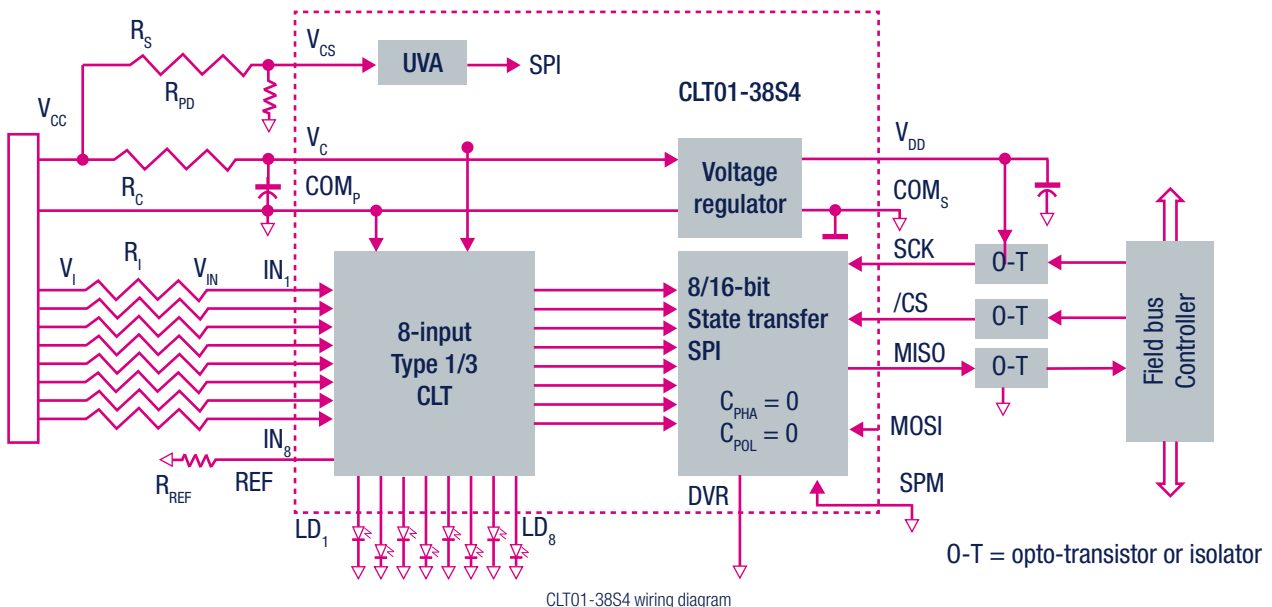 R_S
V_CS
UVA
SPI
R_PD
CLT01-38S4
V_CC
V_C
V_DD
Voltage
regulator
R_C
COM_P
COM_S
SCK
O-T
V_I
R_I
V_IN
IN_1
8/16-bit
State transfer
SPI
/CS
O-T
8-input
Type 1/3
CLT
MISO
O-T
Field bus
Controller
C_PHA = 0
C_POL = 0
MOSI
IN_8
R_REF
REF
DVR
SPM
LD_1
LD_8
O-T = opto-transistor or isolator
CLT01-38S4 wiring diagram